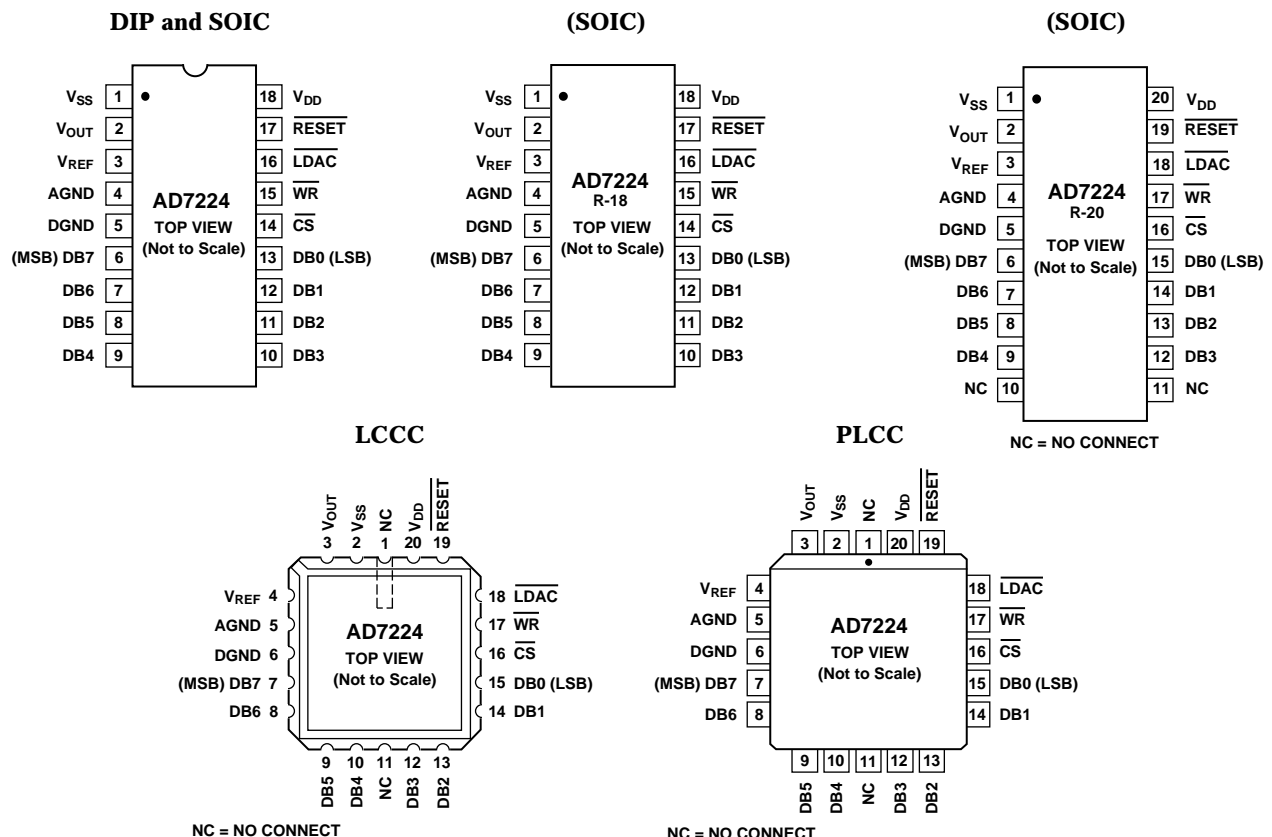 DIP and SOIC
VSS 1
VOUT 2
VREF 3
AGND 4
DGND 5
(MSB) DB7 6
DB6 7
DB5 8
DB4 9
18 VDD
17 RESET
16 LDAC
15 WR
14 CS
13 DB0 (LSB)
12 DB1
11 DB2
10 DB3
AD7224
TOP VIEW
(Not to Scale)
(SOIC)
VSS 1
VOUT 2
VREF 3
AGND 4
DGND 5
(MSB) DB7 6
DB6 7
DB5 8
DB4 9
18 VDD
17 RESET
16 LDAC
15 WR
14 CS
13 DB0 (LSB)
12 DB1
11 DB2
10 DB3
AD7224
R-18
TOP VIEW
(Not to Scale)
(SOIC)
VSS 1
VOUT 2
VREF 3
AGND 4
DGND 5
(MSB) DB7 6
DB6 7
DB5 8
DB4 9
NC 10
20 VDD
19 RESET
18 LDAC
17 WR
16 CS
15 DB0 (LSB)
14 DB1
13 DB2
12 DB3
11 NC
AD7224
R-20
TOP VIEW
(Not to Scale)
NC = NO CONNECT
LCCC
VOUT VSS NC VDD RESET
3 2 1 20 19
VREF 4
AGND 5
DGND 6
(MSB) DB7 7
DB6 8
18 LDAC
17 WR
16 CS
15 DB0 (LSB)
14 DB1
AD7224
TOP VIEW
(Not to Scale)
9 10 11 12 13
DB5 DB4 NC DB3 DB2
NC = NO CONNECT
PLCC
VOUT VSS NC VDD RESET
3 2 1 20 19
VREF 4
AGND 5
DGND 6
(MSB) DB7 7
DB6 8
18 LDAC
17 WR
16 CS
15 DB0 (LSB)
14 DB1
AD7224
TOP VIEW
(Not to Scale)
9 10 11 12 13
DB5 DB4 NC DB3 DB2
NC = NO CONNECT